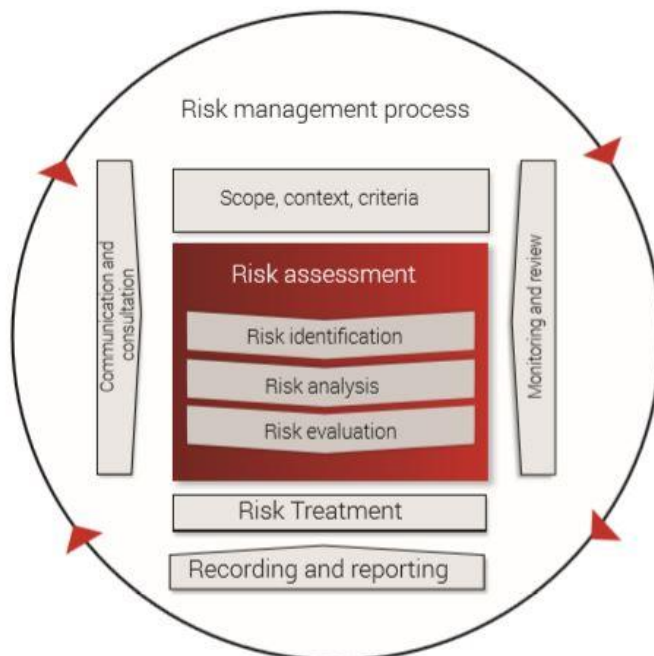 Risk management process
Scope, context, criteria
Communication and
consultation
Risk assessment
Risk identification
Risk analysis
Risk evaluation
Monitoring and review
Risk Treatment
Recording and reporting